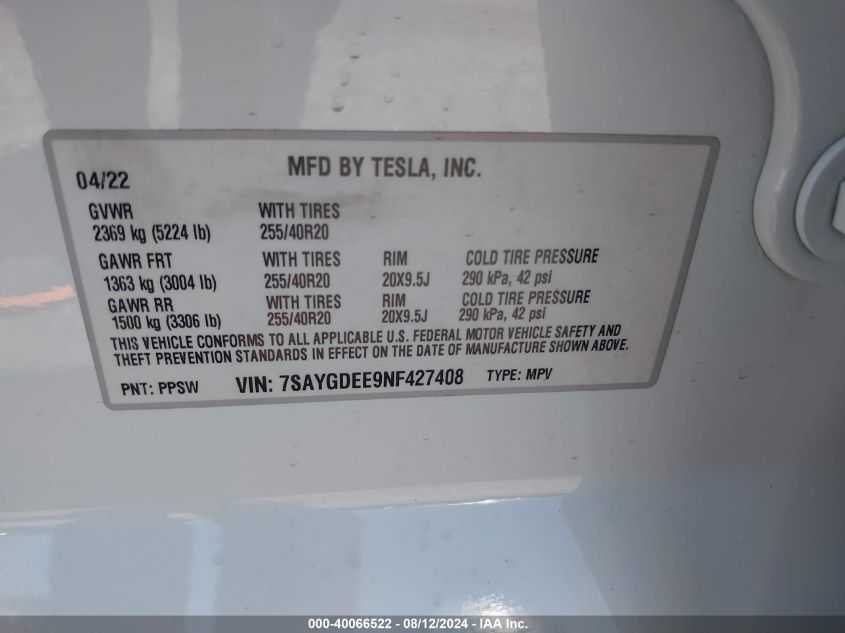 MFD BY TESLA, INC.
04/22
GVWR WITH TIRES
2369 kg (5224 lb) 255/40R20
GAWR FRT WITH TIRES RIM COLD TIRE PRESSURE
1363 kg (3004 lb) 255/40R20 20X9.5J 290 kPa, 42 psi
GAWR RR WITH TIRES RIM COLD TIRE PRESSURE
1500 kg (3306 lb) 255/40R20 20X9.5J 290 kPa, 42 psi
THIS VEHICLE CONFORMS TO ALL APPLICABLE U.S. FEDERAL MOTOR VEHICLE SAFETY AND
THEFT PREVENTION STANDARDS IN EFFECT ON THE DATE OF MANUFACTURE SHOWN ABOVE.
PNT: PPSW VIN: 7SAYGDEE9NF427408 TYPE: MPV
000-40066522 - 08/12/2024 - IAA Inc.